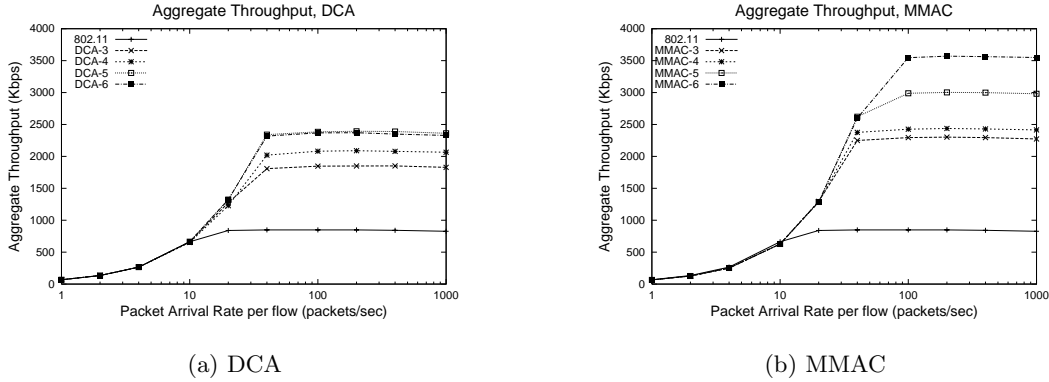 Aggregate Throughput, DCA
Aggregate Throughput (Kbps)
4000
3500
3000
2500
2000
1500
1000
500
0
802.11
DCA-3
DCA-4
DCA-5
DCA-6
1 10 100 1000
Packet Arrival Rate per flow (packets/sec)
(a) DCA
Aggregate Throughput, MMAC
Aggregate Throughput (Kbps)
4000
3500
3000
2500
2000
1500
1000
500
0
802.11
MMAC-3
MMAC-4
MMAC-5
MMAC-6
1 10 100 1000
Packet Arrival Rate per flow (packets/sec)
(b) MMAC